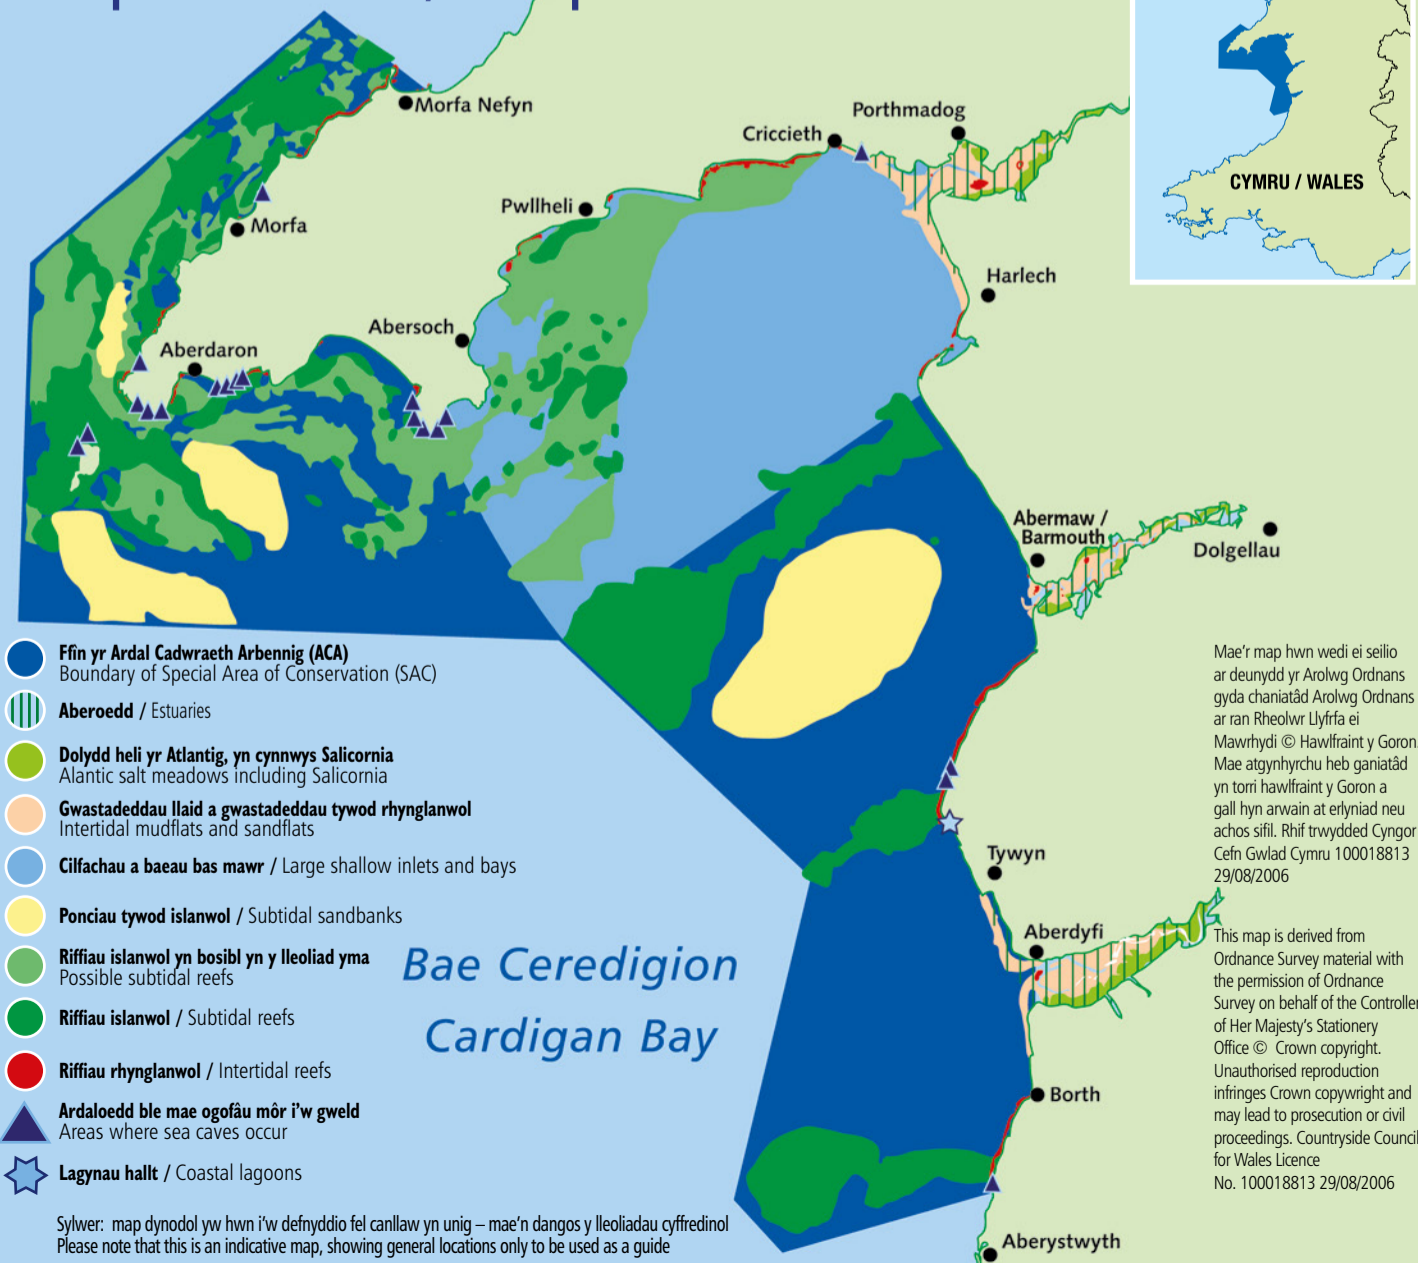 CYMRU / WALES
Morfa Nefyn
Porthmadog
Criccieth
Pwllheli
Morfa
Harlech
Abersoch
Aberdaron
Abermaw /
Barmouth
Dolgellau
Tywyn
Aberdyfi
Borth
Aberystwyth
Bae Ceredigion
Cardigan Bay
Ffin yr Ardal Cadwraeth Arbennig (ACA)
Boundary of Special Area of Conservation (SAC)
Aberoedd / Estuaries
Dolydd heli yr Atlantig, yn cynnwys Salicornia
Alantic salt meadows including Salicornia
Gwastadeddau llaid a gwastadeddau tywod rhynglanwol
Intertidal mudflats and sandflats
Cilfachau a baeau bas mawr / Large shallow inlets and bays
Ponciau tywod islanwol / Subtidal sandbanks
Riffiau islanwol yn bosibl yn y lleoliad yma
Possible subtidal reefs
Riffiau islanwol / Subtidal reefs
Riffiau rhynglanwol / Intertidal reefs
Ardaloedd ble mae ogofâu môr i'w gweld
Areas where sea caves occur
Lagynau hallt / Coastal lagoons
Sylwer: map dynodol yw hwn i'w defnyddio fel canllaw yn unig – mae'n dangos y lleoliadau cyffredinol
Please note that this is an indicative map, showing general locations only to be used as a guide
Mae'r map hwn wedi ei seilio
ar deunydd yr Arolwg Ordnans
gyda chaniatâd Arolwg Ordnans
ar ran Rheolwr Llyfrfa ei
Mawrhydi © Hawlfraint y Goron.
Mae atgynhyrchu heb ganiatâd
yn torri hawlfraint y Goron a
gall hyn arwain at erlyniad neu
achos sifil. Rhif trwydded Cyngor
Cefn Gwlad Cymru 100018813
29/08/2006
This map is derived from
Ordnance Survey material with
the permission of Ordnance
Survey on behalf of the Controller
of Her Majesty's Stationery
Office © Crown copyright.
Unauthorised reproduction
infringes Crown copywright and
may lead to prosecution or civil
proceedings. Countryside Council
for Wales Licence
No. 100018813 29/08/2006